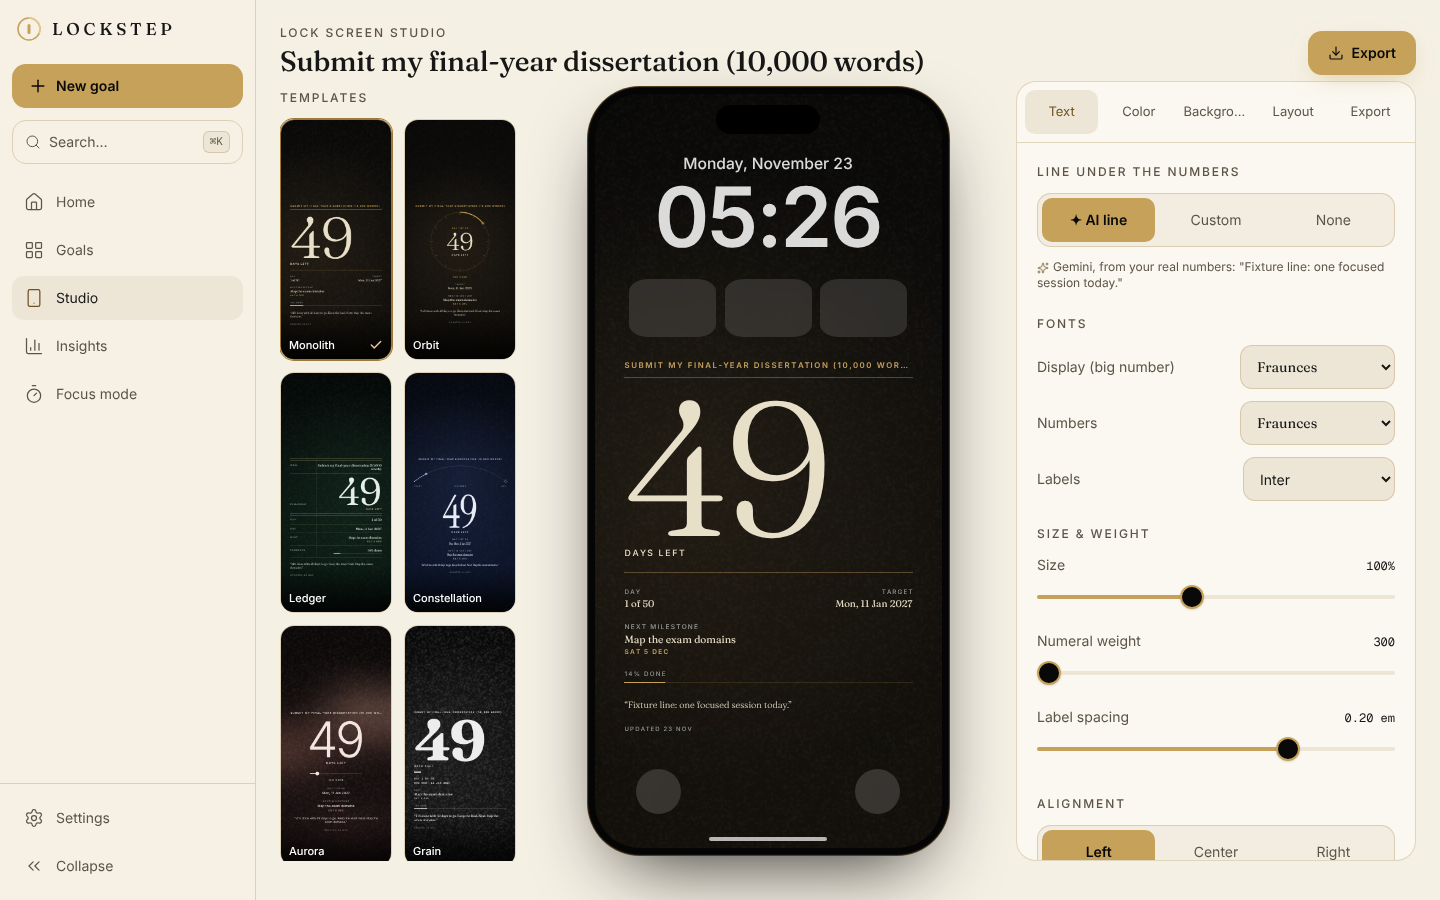 LOCKSTEP
New goal
Search...
⌘K
Home
Goals
Studio
Insights
Focus mode
Settings
Collapse
LOCK SCREEN STUDIO
Submit my final-year dissertation (10,000 words)
Export
TEMPLATES
49
Monolith
49
Orbit
49
Ledger
49
Constellation
49
Aurora
49
Grain
Monday, November 23
05:26
SUBMIT MY FINAL-YEAR DISSERTATION (10,000 WOR...
49
DAYS LEFT
DAY
TARGET
1 of 50
Mon, 11 Jan 2027
NEXT MILESTONE
Map the exam domains
SAT 5 DEC
14% DONE
“Fixture line: one focused session today.”
UPDATED 23 NOV
Text
Color
Backgro...
Layout
Export
LINE UNDER THE NUMBERS
✦ AI line
Custom
None
Gemini, from your real numbers: "Fixture line: one focused
session today."
FONTS
Display (big number)
Fraunces
Numbers
Fraunces
Labels
Inter
SIZE & WEIGHT
Size
100%
Numeral weight
300
Label spacing
0.20 em
ALIGNMENT
Left
Center
Right